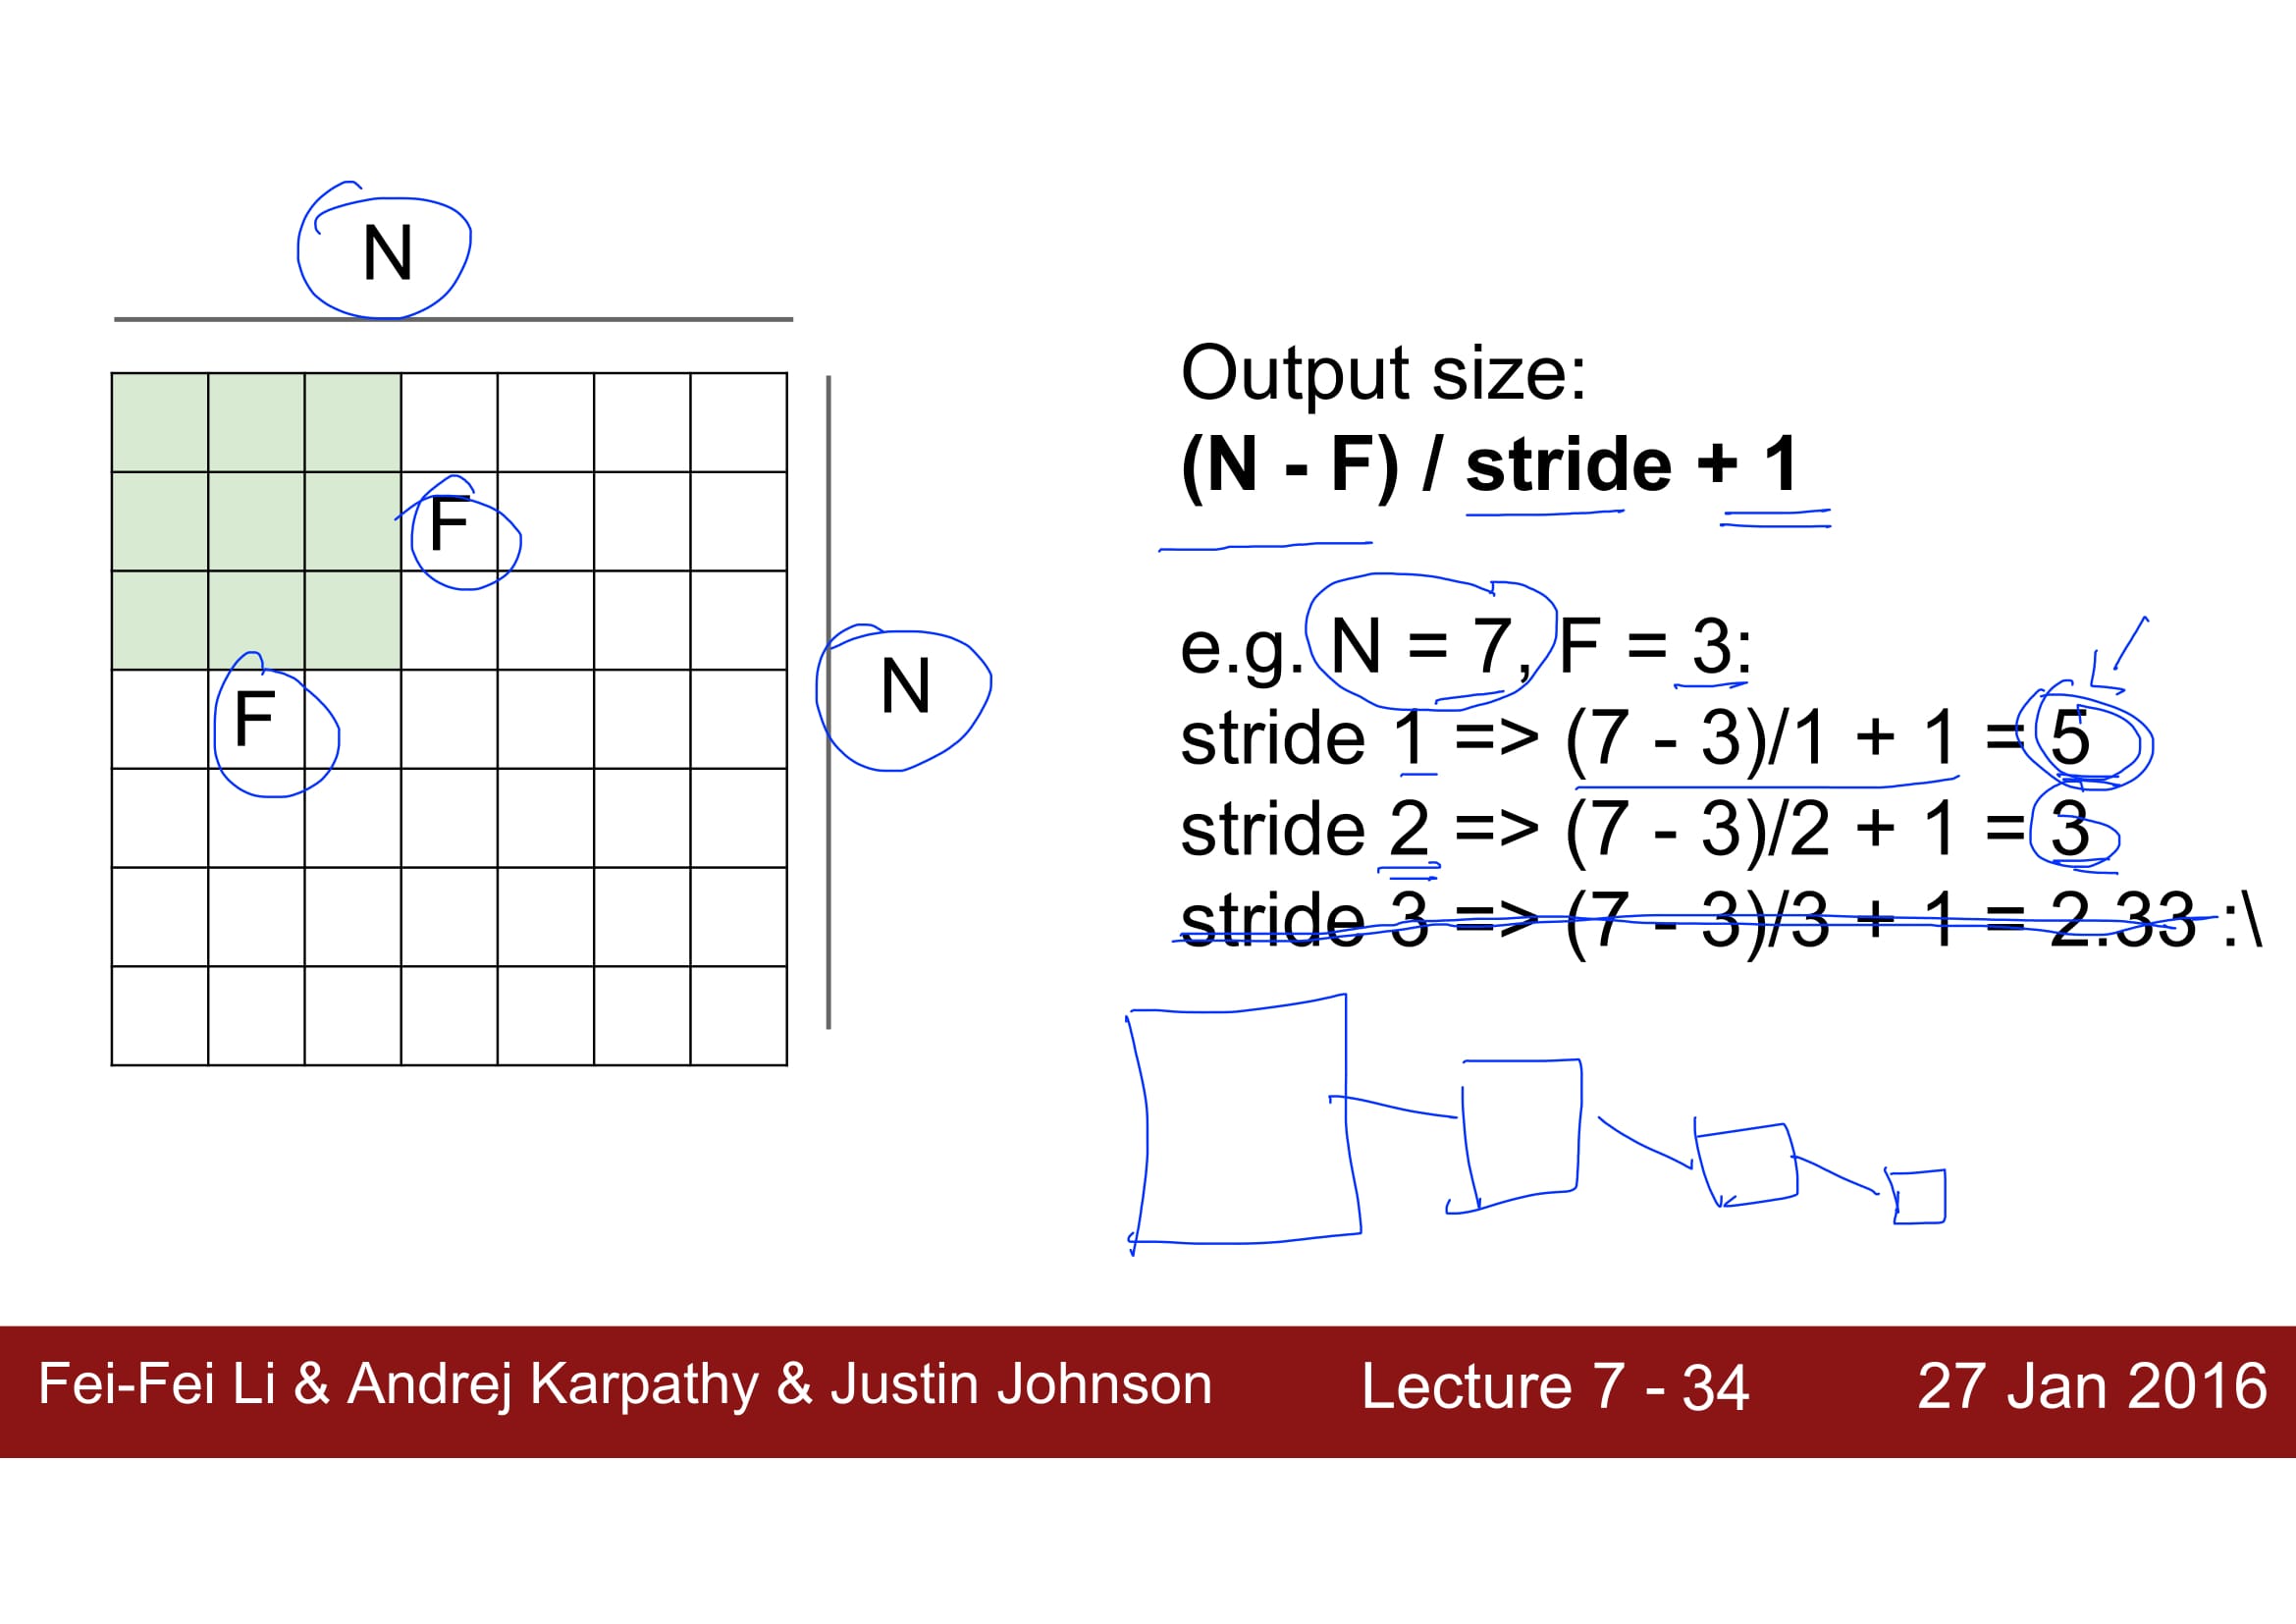 N
F
F
N
Output size:
(N - F) / stride + 1
e.g. N = 7, F = 3:
stride 1 => (7 - 3)/1 + 1 = 5
stride 2 => (7 - 3)/2 + 1 = 3
stride 3 => (7 - 3)/3 + 1 = 2.33 :\
Fei-Fei Li & Andrej Karpathy & Justin Johnson
Lecture 7 - 34
27 Jan 2016